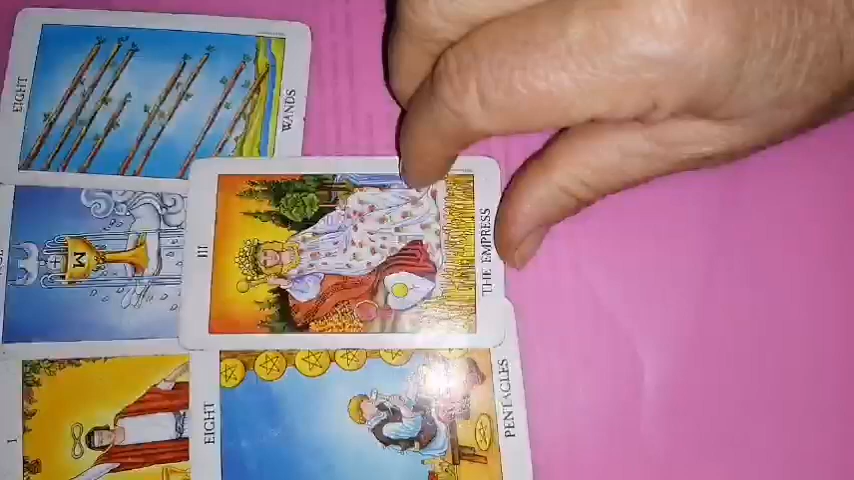 EIGHT
WANDS
M
III
THE EMPRESS
I
EIGHT
PENTACLES